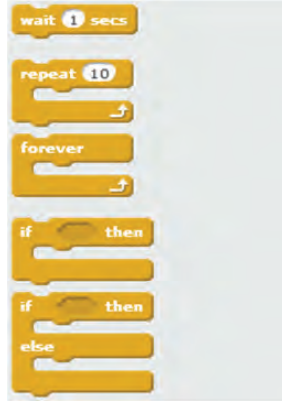 wait 1 secs
repeat 10
forever
if then
if then
else